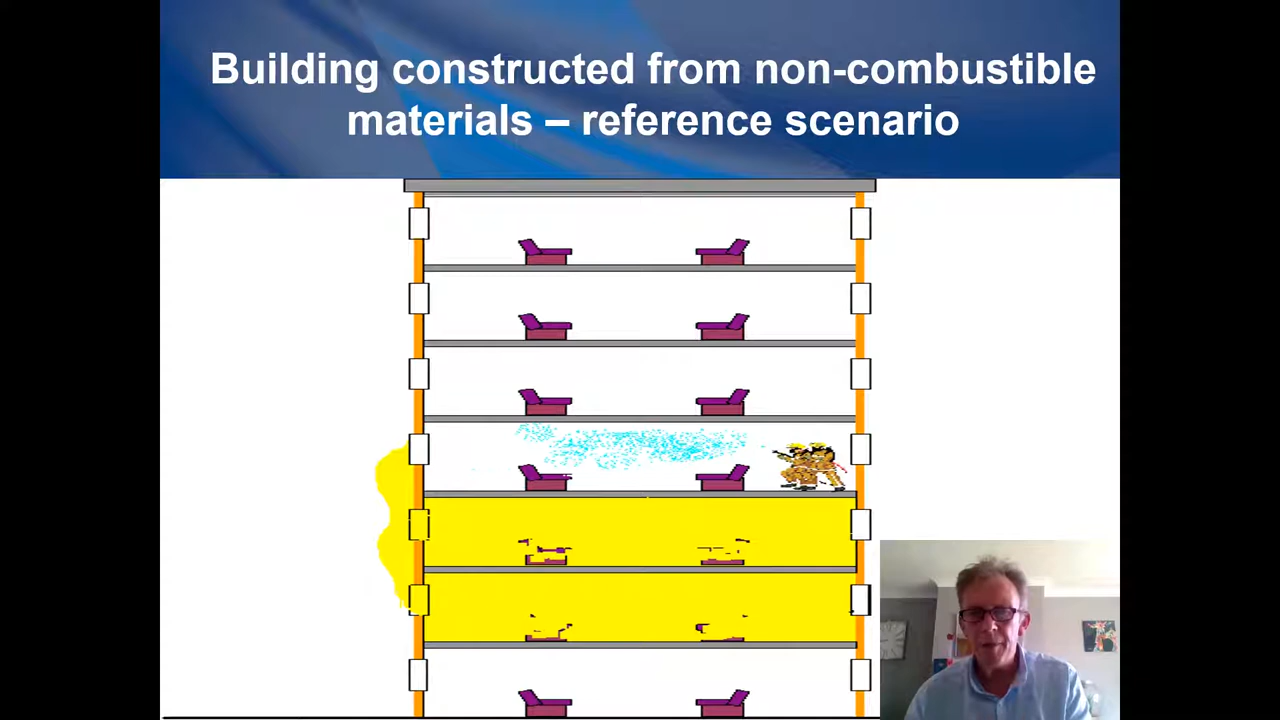 Building constructed from non-combustible
materials – reference scenario